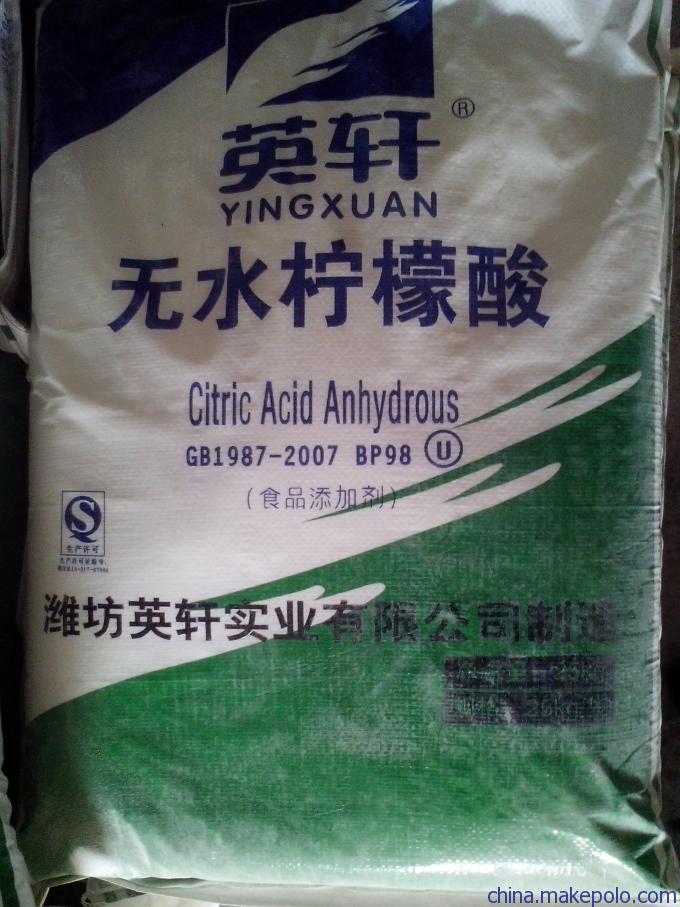 英轩®
YINGXUAN
无水柠檬酸
Citric Acid Anhydrous
GB1987-2007 BP98 U
(食品添加剂)
S
生产许可
潍坊英轩实业有限公司制造
25kg
china.makepolo.com